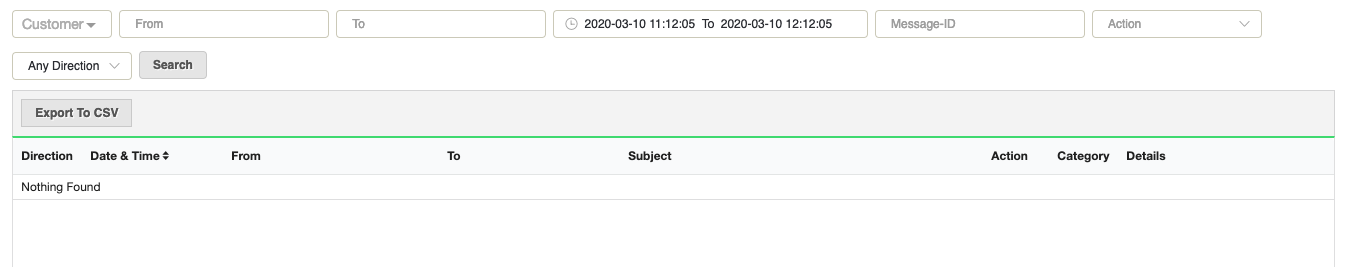 Customer From To 2020-03-10 11:12:05 To 2020-03-10 12:12:05 Message-ID Action
Any Direction Search
Export To CSV
Direction Date & Time From To Subject Action Category Details
Nothing Found